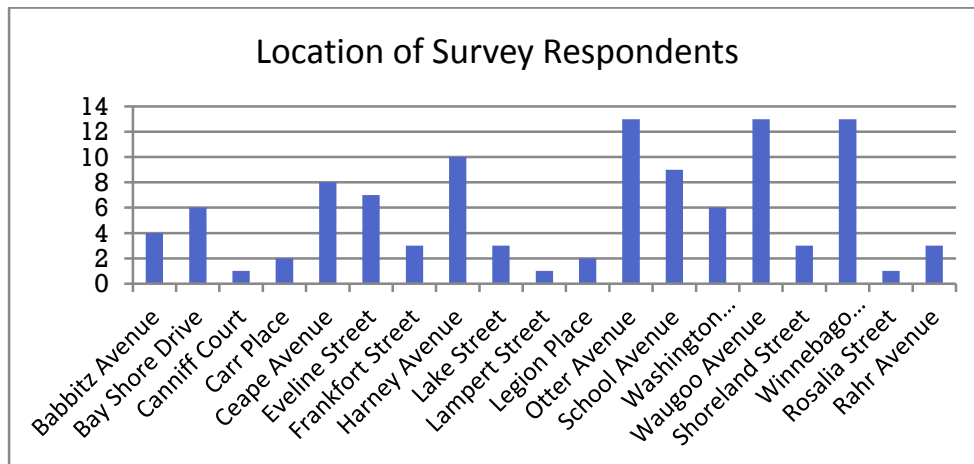 Location of Survey Respondents
14
12
10
8
6
4
2
0
Babbitz Avenue
Bay Shore Drive
Canniff Court
Carr Place
Ceape Avenue
Eveline Street
Frankfort Street
Harney Avenue
Lake Street
Lampert Street
Legion Place
Otter Avenue
School Avenue
Washington...
Waugoo Avenue
Shoreland Street
Winnebago...
Rosalia Street
Rahr Avenue